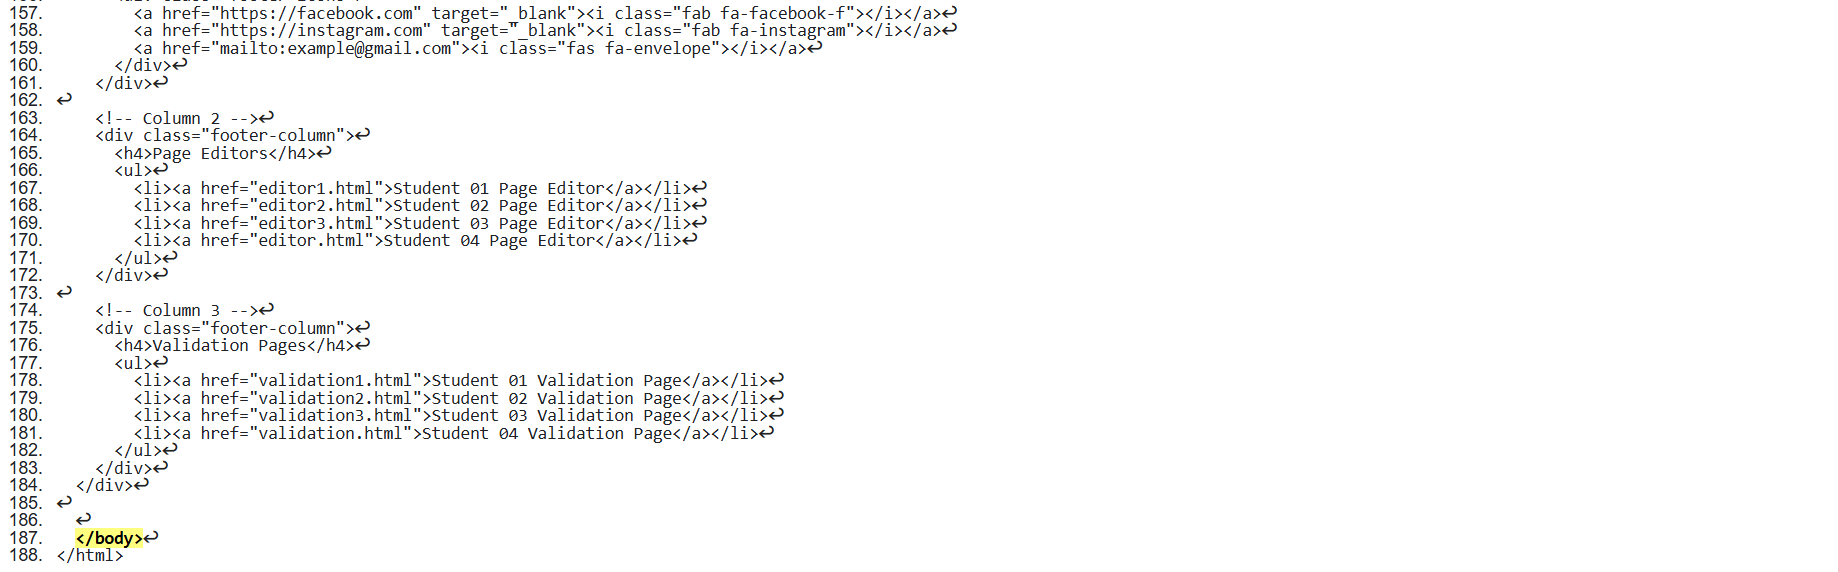 157. <a href="https://facebook.com" target="_blank"><i class="fab fa-facebook-f"></i></a>↩
158. <a href="https://instagram.com" target="_blank"><i class="fab fa-instagram"></i></a>↩
159. <a href="mailto:example@gmail.com"><i class="fas fa-envelope"></i></a>↩
160. </div>↩
161. </div>↩
162. ↩
163. <!-- Column 2 -->↩
164. <div class="footer-column">↩
165. <h4>Page Editors</h4>↩
166. <ul>↩
167. <li><a href="editor1.html">Student 01 Page Editor</a></li>↩
168. <li><a href="editor2.html">Student 02 Page Editor</a></li>↩
169. <li><a href="editor3.html">Student 03 Page Editor</a></li>↩
170. <li><a href="editor.html">Student 04 Page Editor</a></li>↩
171. </ul>↩
172. </div>↩
173. ↩
174. <!-- Column 3 -->↩
175. <div class="footer-column">↩
176. <h4>Validation Pages</h4>↩
177. <ul>↩
178. <li><a href="validation1.html">Student 01 Validation Page</a></li>↩
179. <li><a href="validation2.html">Student 02 Validation Page</a></li>↩
180. <li><a href="validation3.html">Student 03 Validation Page</a></li>↩
181. <li><a href="validation.html">Student 04 Validation Page</a></li>↩
182. </ul>↩
183. </div>↩
184. </div>↩
185. ↩
186. ↩
187. </body>↩
188. </html>